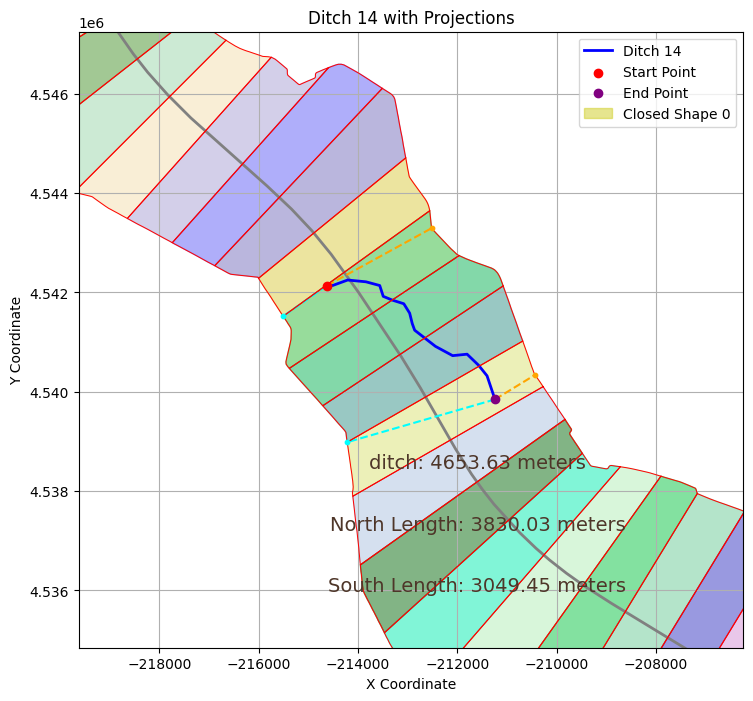 Ditch 14 with Projections
1e6
Ditch 14
Start Point
End Point
Closed Shape 0
4.546
4.544
4.542
4.540
4.538
4.536
Y Coordinate
ditch: 4653.63 meters
North Length: 3830.03 meters
South Length: 3049.45 meters
−218000 −216000 −214000 −212000 −210000 −208000
X Coordinate